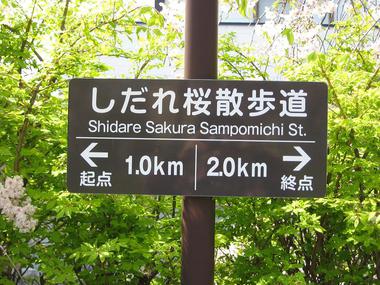 しだれ桜散歩道
Shidare Sakura Sampomichi St.
← 1.0km 2.0km →
起点 終点